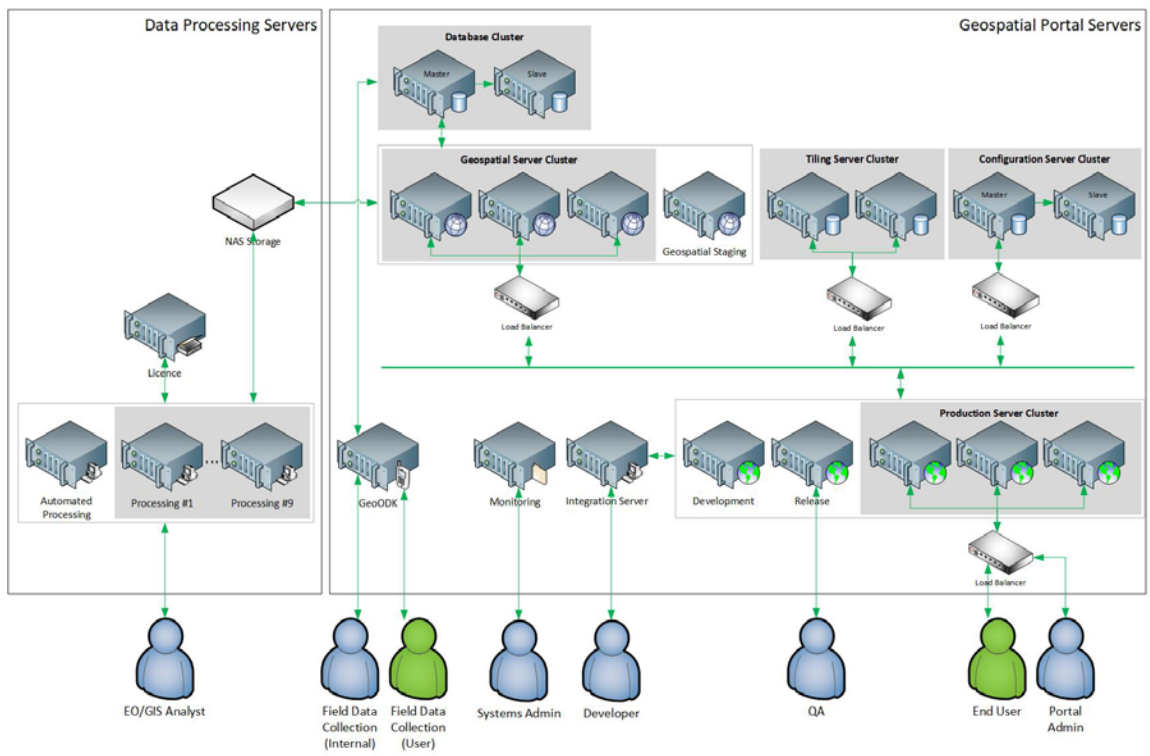 Data Processing Servers
Geospatial Portal Servers
Database Cluster
Master
Slave
Geospatial Server Cluster
Geospatial Staging
Tiling Server Cluster
Configuration Server Cluster
Master
Slave
NAS Storage
Load Balancer
Load Balancer
Load Balancer
Licence
Automated
Processing
Processing #1
...
Processing #9
GeoODK
Monitoring
Integration Server
Development
Release
Production Server Cluster
Load Balancer
EO/GIS Analyst
Field Data
Collection
(Internal)
Field Data
Collection
(User)
Systems Admin
Developer
QA
End User
Portal
Admin